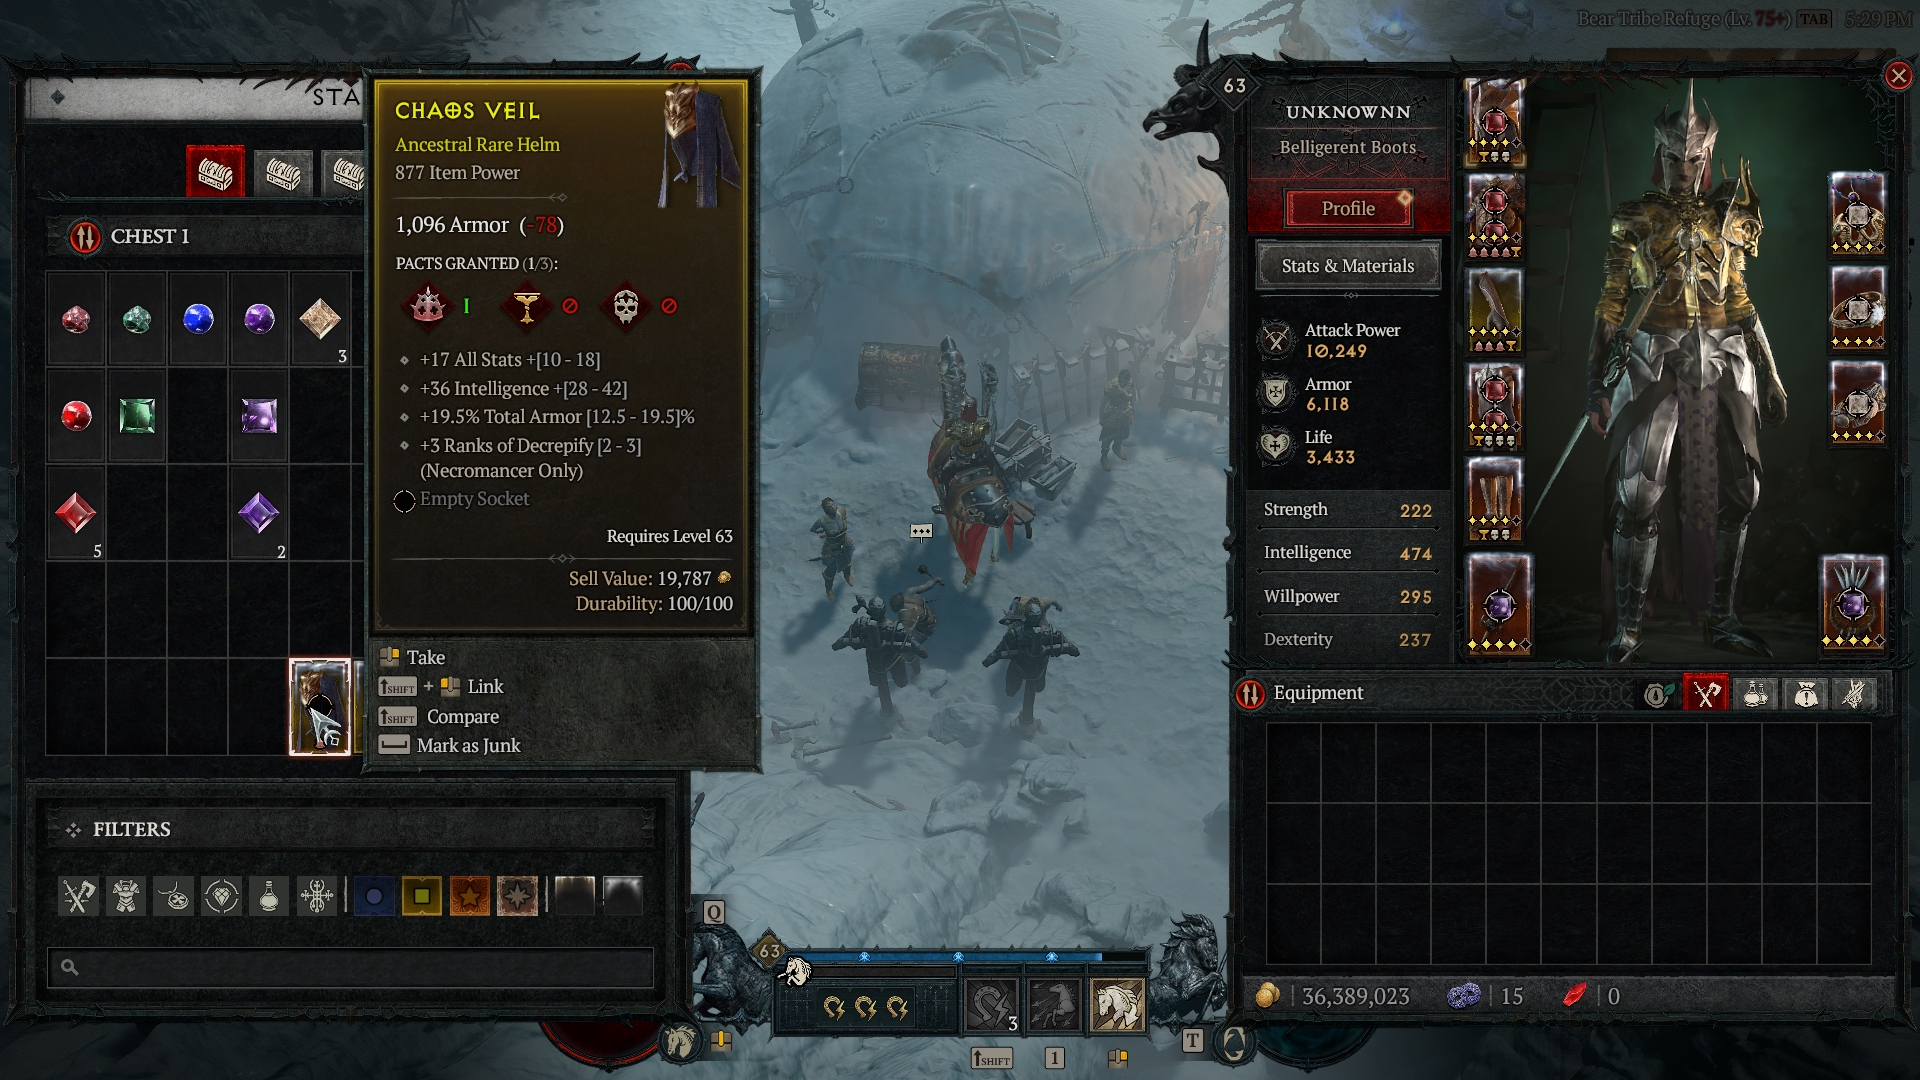 Bear Tribe Refuge (Lv. 75+) TAB 5:29 PM
STA
CHEST 1
3
5
2
CHAOS VEIL
Ancestral Rare Helm
877 Item Power
1,096 Armor (-78)
PACTS GRANTED (1/3):
I
+17 All Stats +[10 - 18]
+36 Intelligence +[28 - 42]
+19.5% Total Armor [12.5 - 19.5]%
+3 Ranks of Decrepify [2 - 3]
(Necromancer Only)
Empty Socket
Requires Level 63
Sell Value: 19,787
Durability: 100/100
Take
SHIFT + Link
SHIFT Compare
Mark as Junk
FILTERS
63
UNKNOWNN
Belligerent Boots
Profile
Stats & Materials
Attack Power
10,249
Armor
6,118
Life
3,433
Strength 222
Intelligence 474
Willpower 295
Dexterity 237
Equipment
36,389,023 15 0
Q
63
3
SHIFT
1
T